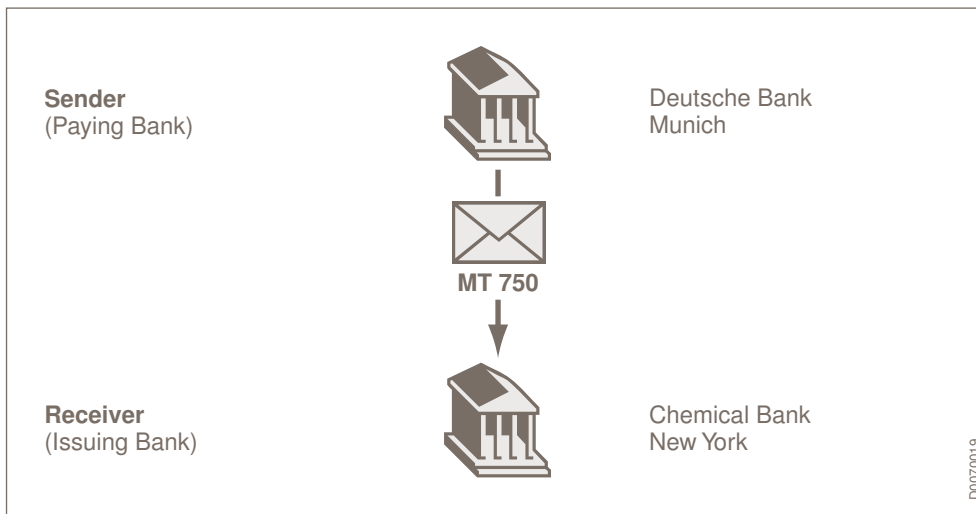 Sender
(Paying Bank)
Deutsche Bank
Munich
MT 750
Receiver
(Issuing Bank)
Chemical Bank
New York
D0070019